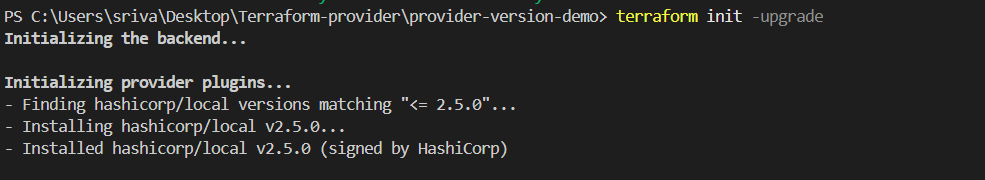 PS C:\Users\sriva\Desktop\Terraform-provider\provider-version-demo> terraform init -upgrade
Initializing the backend...
Initializing provider plugins...
- Finding hashicorp/local versions matching "<= 2.5.0"...
- Installing hashicorp/local v2.5.0...
- Installed hashicorp/local v2.5.0 (signed by HashiCorp)